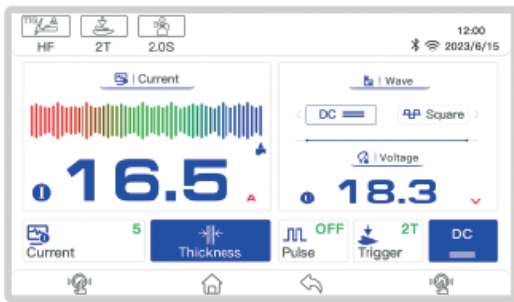 TIG
12:00
HF 2T 2.0S 2023/6/15
Current
Wave
DC Square
Voltage
16.5 A
18.3 V
5 OFF 2T DC
Current Thickness Pulse Trigger